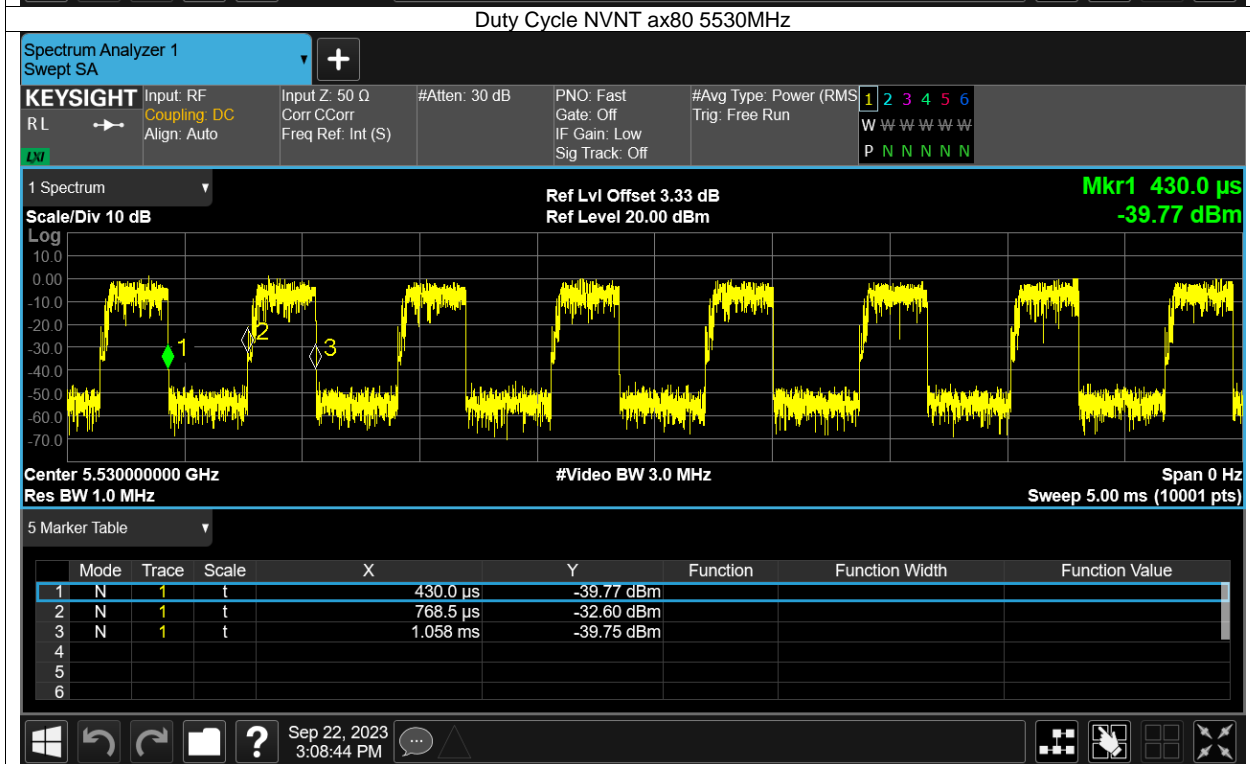 Duty Cycle NVNT ax80 5530MHz
Spectrum Analyzer 1
Swept SA
+
KEYSIGHT Input: RF Input Z: 50 Ω #Atten: 30 dB PNO: Fast #Avg Type: Power (RMS 1 2 3 4 5 6
RL Coupling: DC Corr CCorr Gate: Off Trig: Free Run W W W W W W
Align: Auto Freq Ref: Int (S) IF Gain: Low P N N N N N
LXI Sig Track: Off
1 Spectrum Ref Lvl Offset 3.33 dB Mkr1 430.0 µs
Scale/Div 10 dB Ref Level 20.00 dBm -39.77 dBm
Log
10.0
0.00
-10.0
-20.0
-30.0
-40.0
-50.0
-60.0
-70.0
1 2 3
Center 5.530000000 GHz #Video BW 3.0 MHz Span 0 Hz
Res BW 1.0 MHz Sweep 5.00 ms (10001 pts)
5 Marker Table
Mode Trace Scale X Y Function Function Width Function Value
1 N 1 t 430.0 µs -39.77 dBm
2 N 1 t 768.5 µs -32.60 dBm
3 N 1 t 1.058 ms -39.75 dBm
4
5
6
? Sep 22, 2023
3:08:44 PM